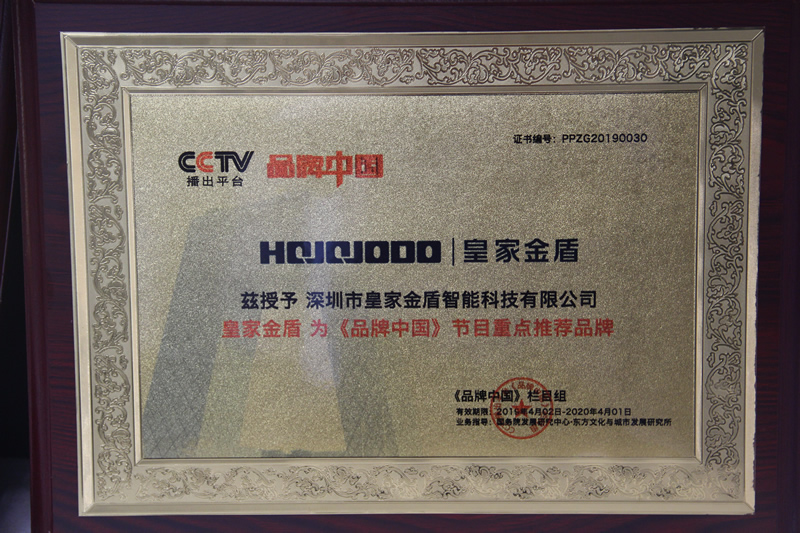 证书编号：PPZG20190030
CCTV 品牌中国
播出平台
HQJQJODO | 皇家金盾
兹授予 深圳市皇家金盾智能科技有限公司
皇家金盾 为《品牌中国》节目重点推荐品牌
《品牌中国》栏目组
有效期限：2019年4月02日-2020年4月01日
业务指导：国务院发展研究中心·东方文化与城市发展研究所